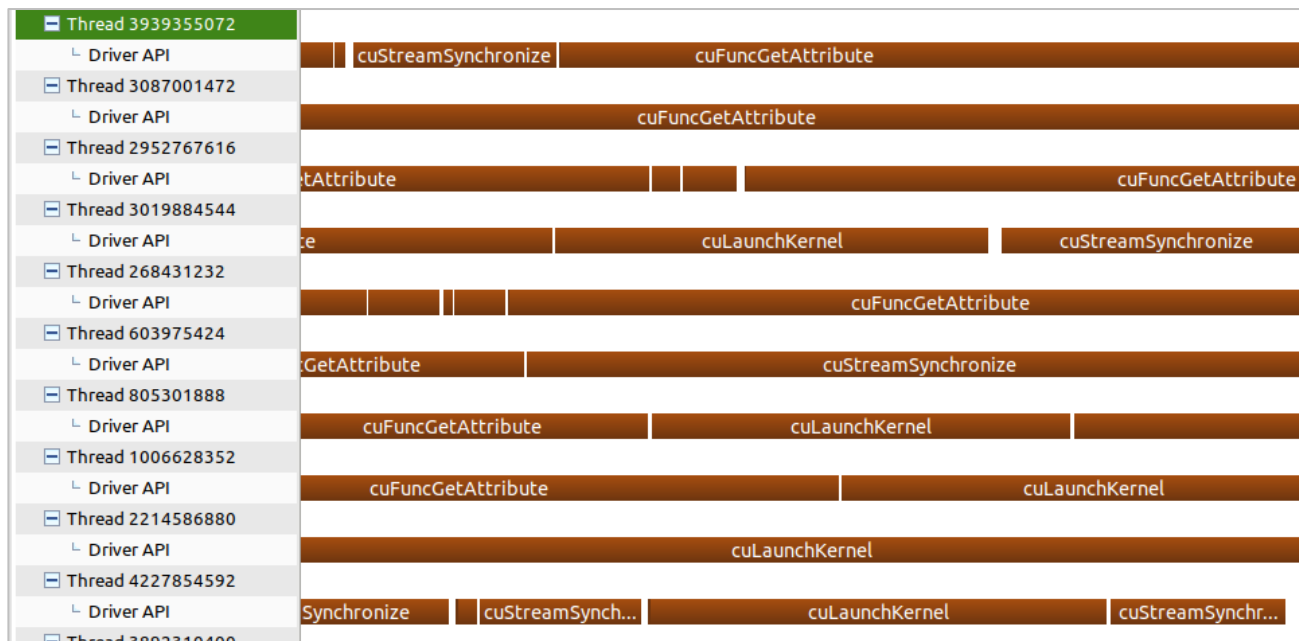 Thread 3939355072
Driver API cuStreamSynchronize cuFuncGetAttribute
Thread 3087001472
Driver API cuFuncGetAttribute
Thread 2952767616
Driver API tAttribute cuFuncGetAttribute
Thread 3019884544
Driver API te cuLaunchKernel cuStreamSynchronize
Thread 268431232
Driver API cuFuncGetAttribute
Thread 603975424
Driver API cGetAttribute cuStreamSynchronize
Thread 805301888
Driver API cuFuncGetAttribute cuLaunchKernel
Thread 1006628352
Driver API cuFuncGetAttribute cuLaunchKernel
Thread 2214586880
Driver API cuLaunchKernel
Thread 4227854592
Driver API Synchronize cuStreamSynch... cuLaunchKernel cuStreamSynchr...